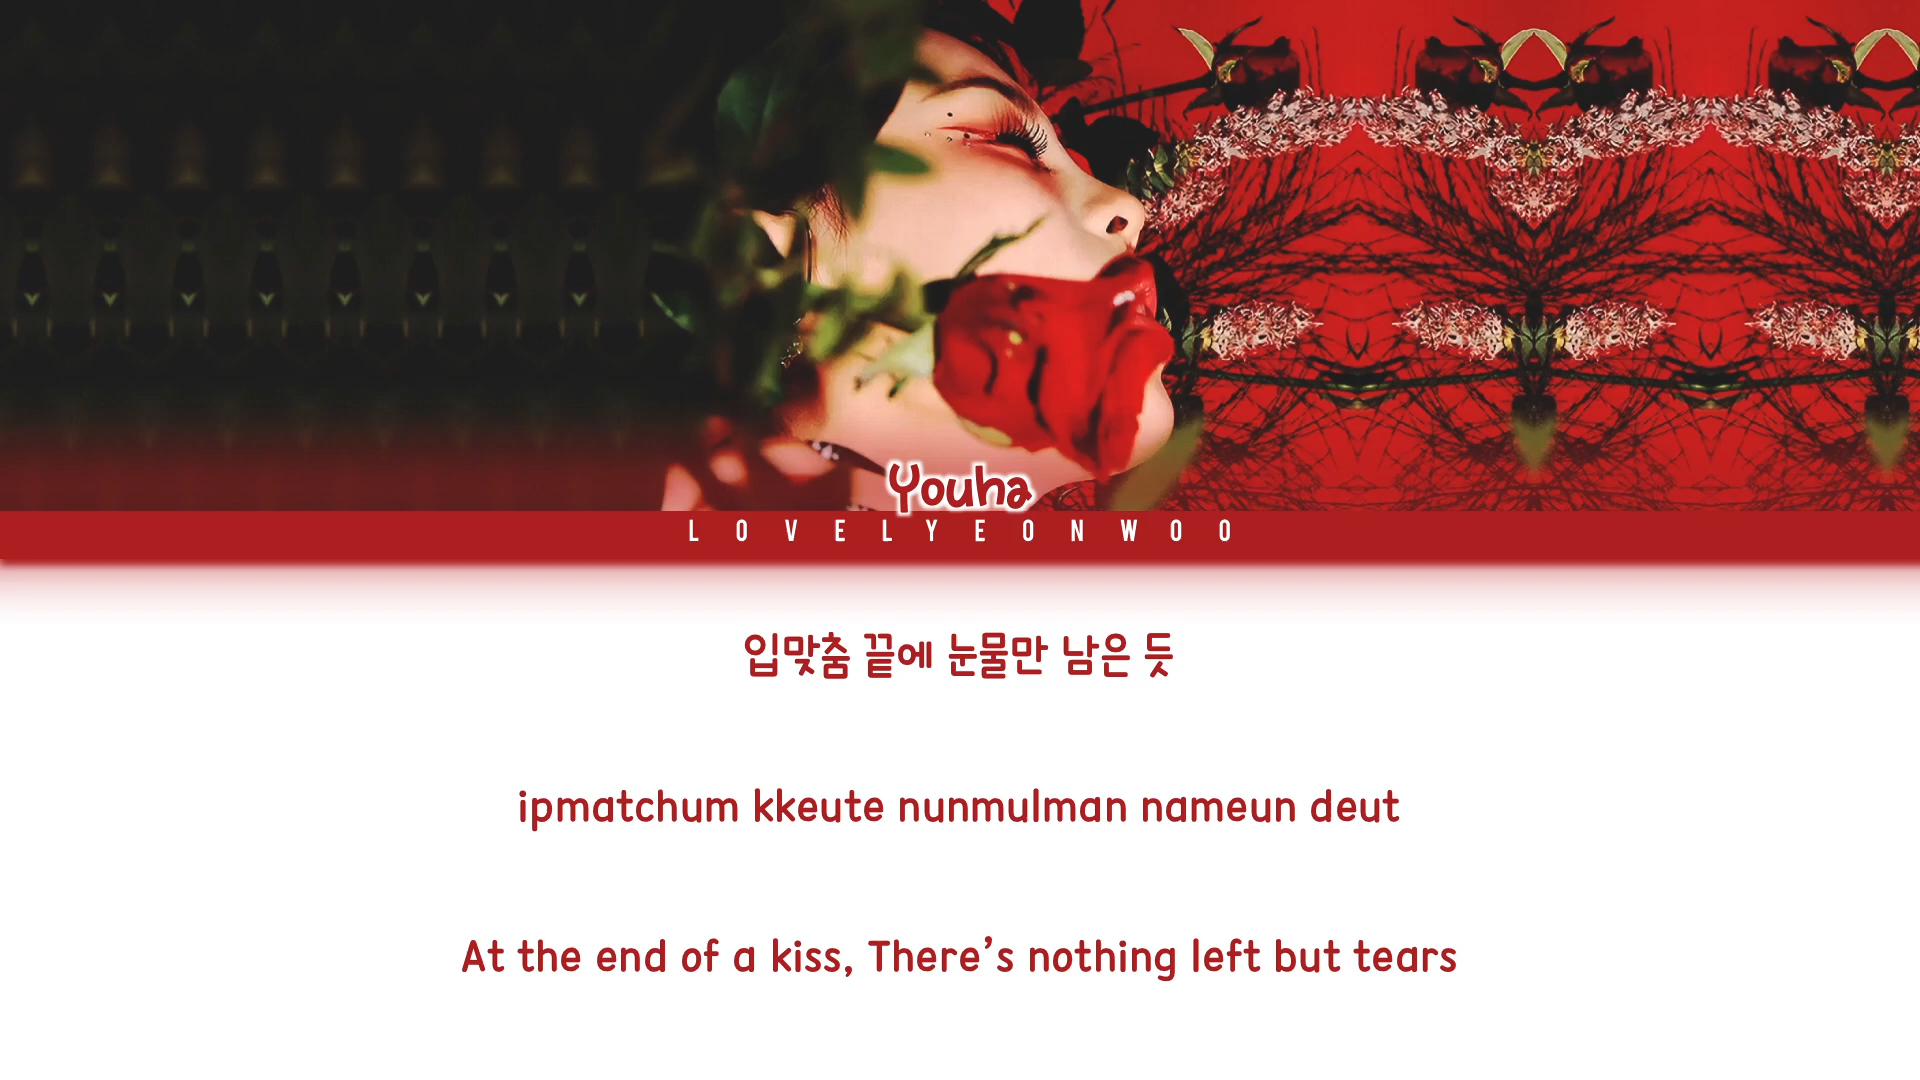 Youha
LOVELYEONWOO
입맞춤 끝에 눈물만 남은 듯
ipmatchum kkeute nunmulman nameun deut
At the end of a kiss, There's nothing left but tears